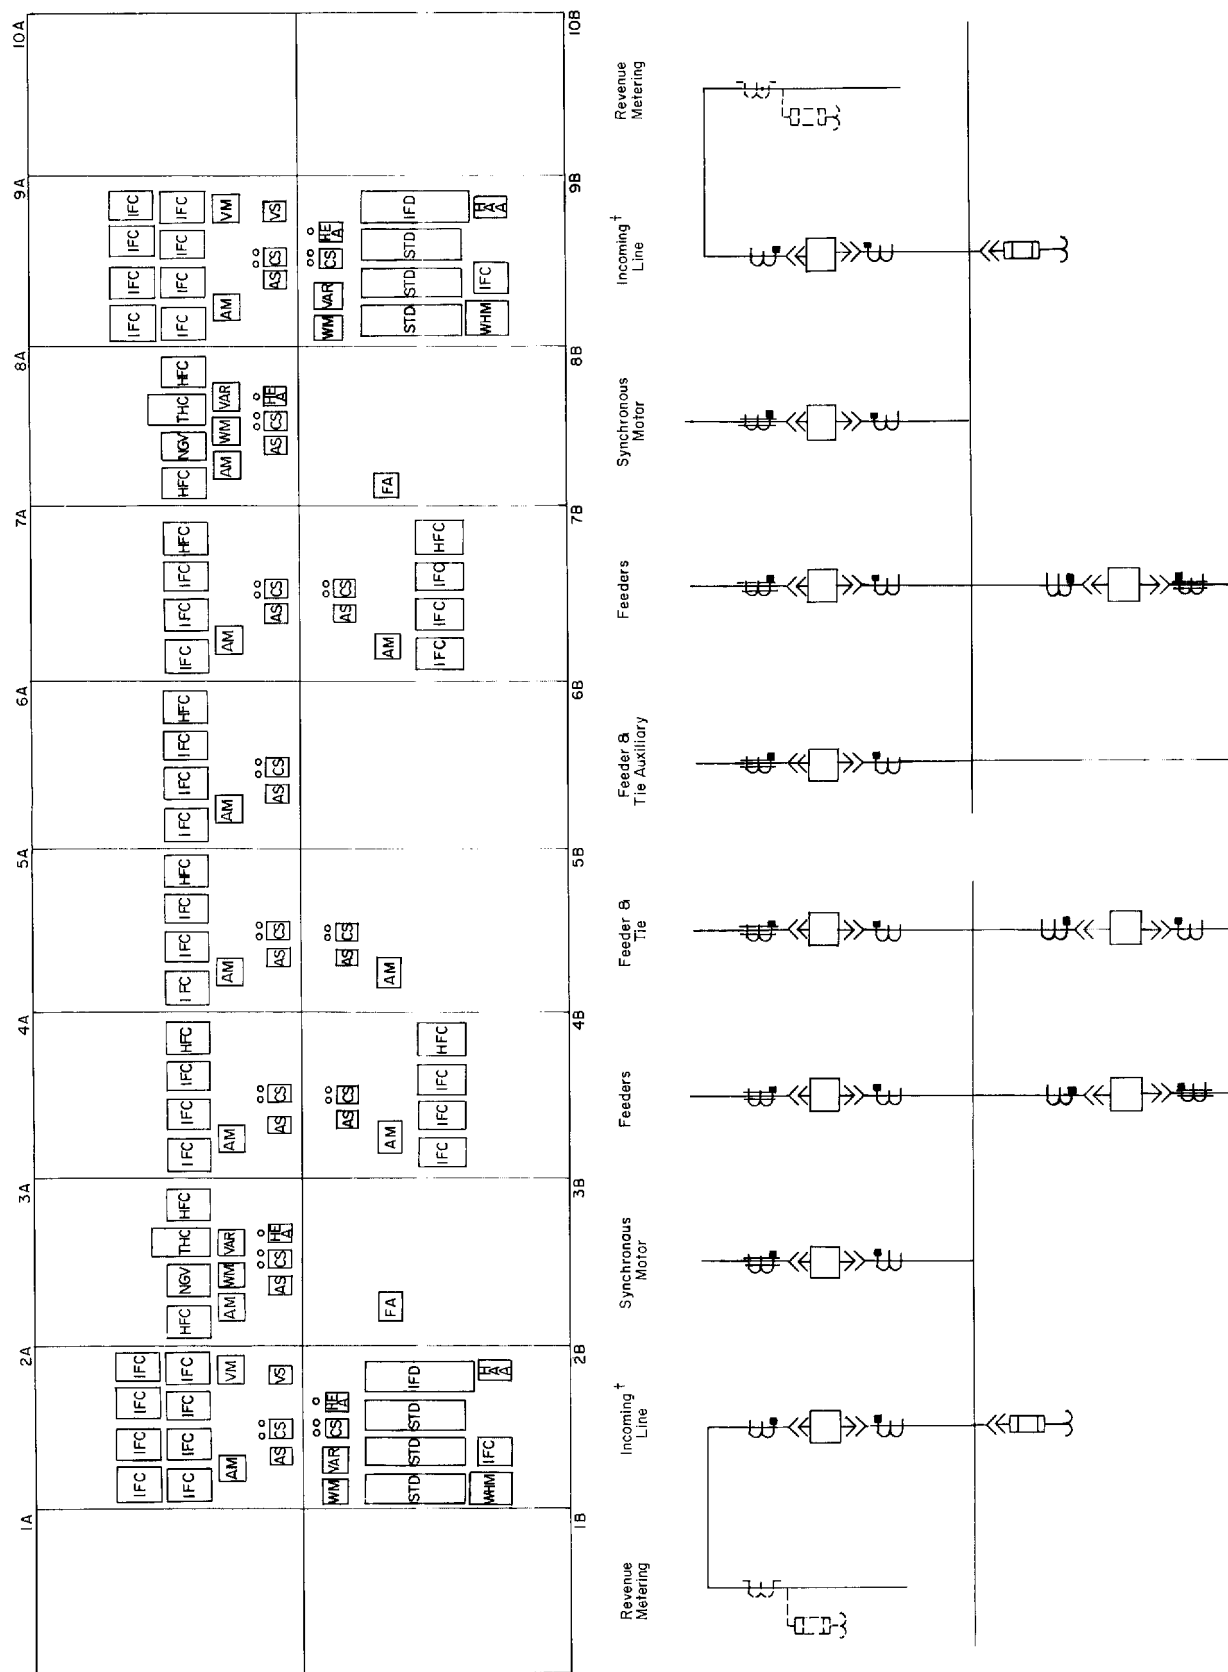 1A 2A 3A 4A 5A 6A 7A 8A 9A 10A
IFC IFC IFC IFC IFC IFC IFC IFC
IFC IFC IFC IFC HFC NGV THC HFC IFC IFC IFC HFC IFC IFC IFC HFC IFC IFC IFC HFC IFC IFC IFC HFC HFC NGV THC HFC IFC IFC IFC IFC
AM VM AM WM VAR AM AM AM AM AM WM VAR AM VM
AS CS VS AS CS HEA AS CS AS CS AS CS AS CS AS CS HEA AS CS VS
WM VAR CS HEA AS CS AS CS AS CS WM VAR CS HEA
FA AM AM AM FA
STD STD STD IFD IFC IFC IFC HFC IFC IFC IFC HFC STD STD STD IFD
WHM IFC HAA WHM IFC HAA
1B 2B 3B 4B 5B 6B 7B 8B 9B 10B
Revenue
Metering
Incoming†
Line
Synchronous
Motor
Feeders
Feeder &
Tie
Feeder &
Tie Auxiliary
Feeders
Synchronous
Motor
Incoming†
Line
Revenue
Metering